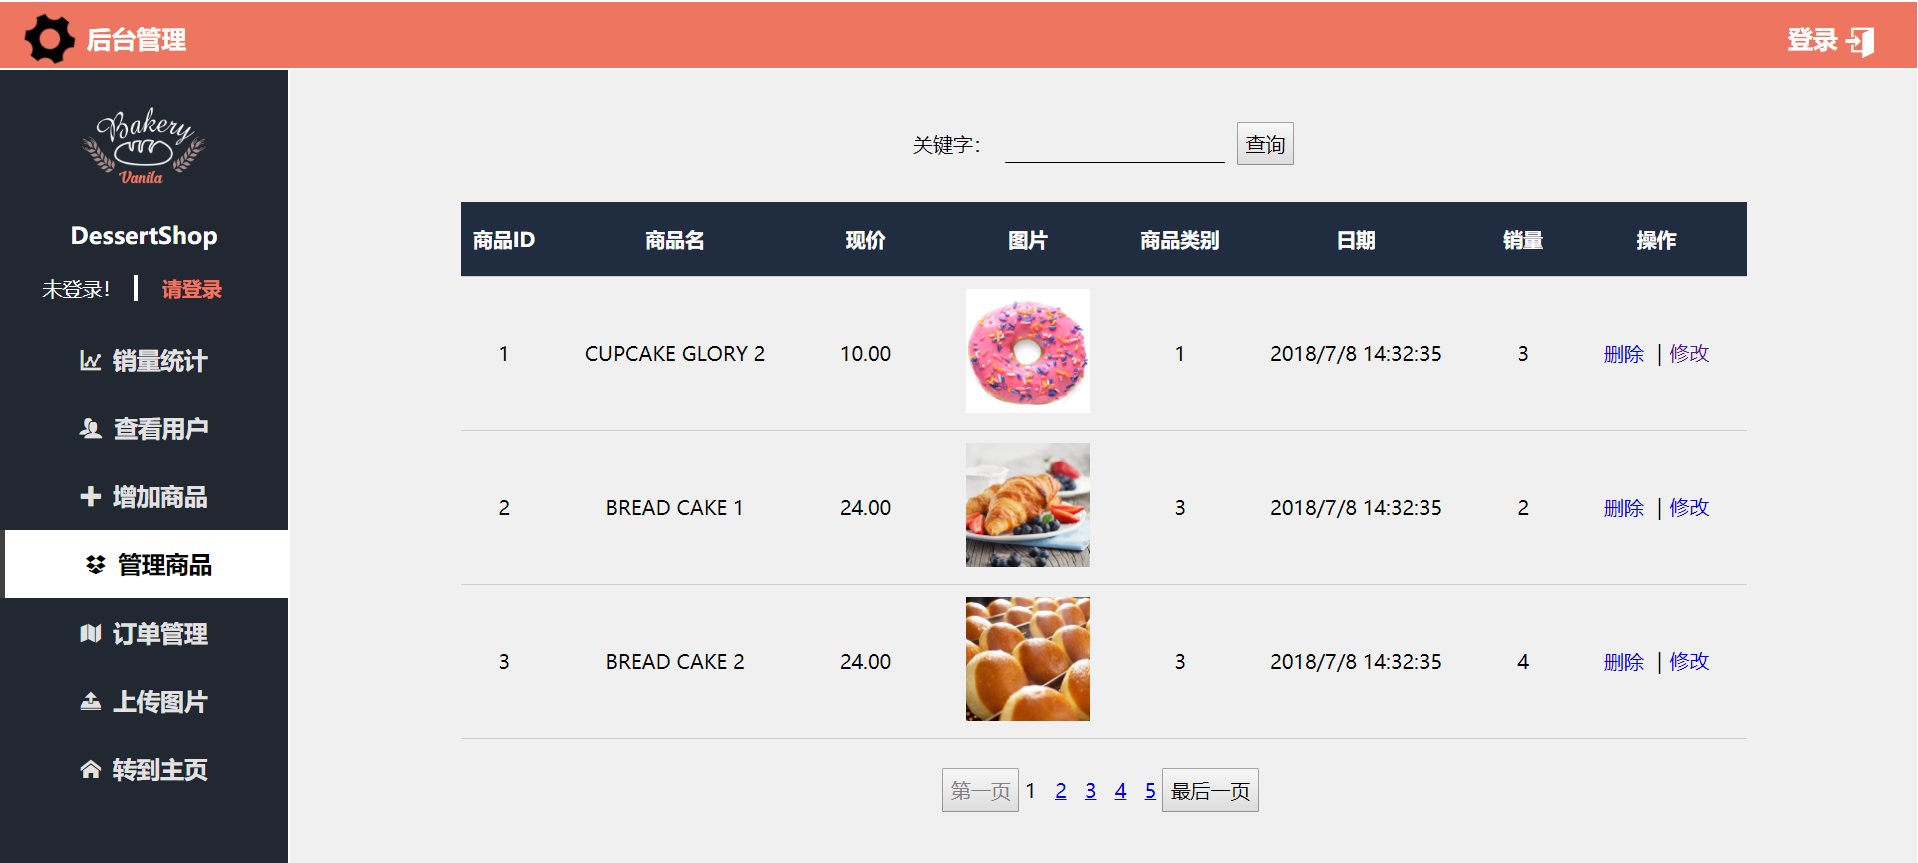 后台管理
登录
Bakery
Vanila
DessertShop
未登录! | 请登录
销量统计
查看用户
增加商品
管理商品
订单管理
上传图片
转到主页
关键字: 查询
商品ID 商品名 现价 图片 商品类别 日期 销量 操作
1 CUPCAKE GLORY 2 10.00 1 2018/7/8 14:32:35 3 删除 | 修改
2 BREAD CAKE 1 24.00 3 2018/7/8 14:32:35 2 删除 | 修改
3 BREAD CAKE 2 24.00 3 2018/7/8 14:32:35 4 删除 | 修改
第一页 1 2 3 4 5 最后一页